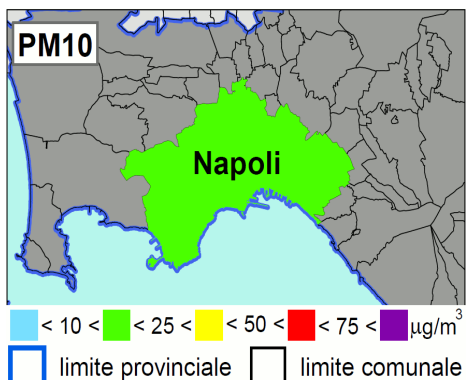 PM10
Napoli
< 10 < < 25 < < 50 < < 75 < μg/m³
limite provinciale limite comunale